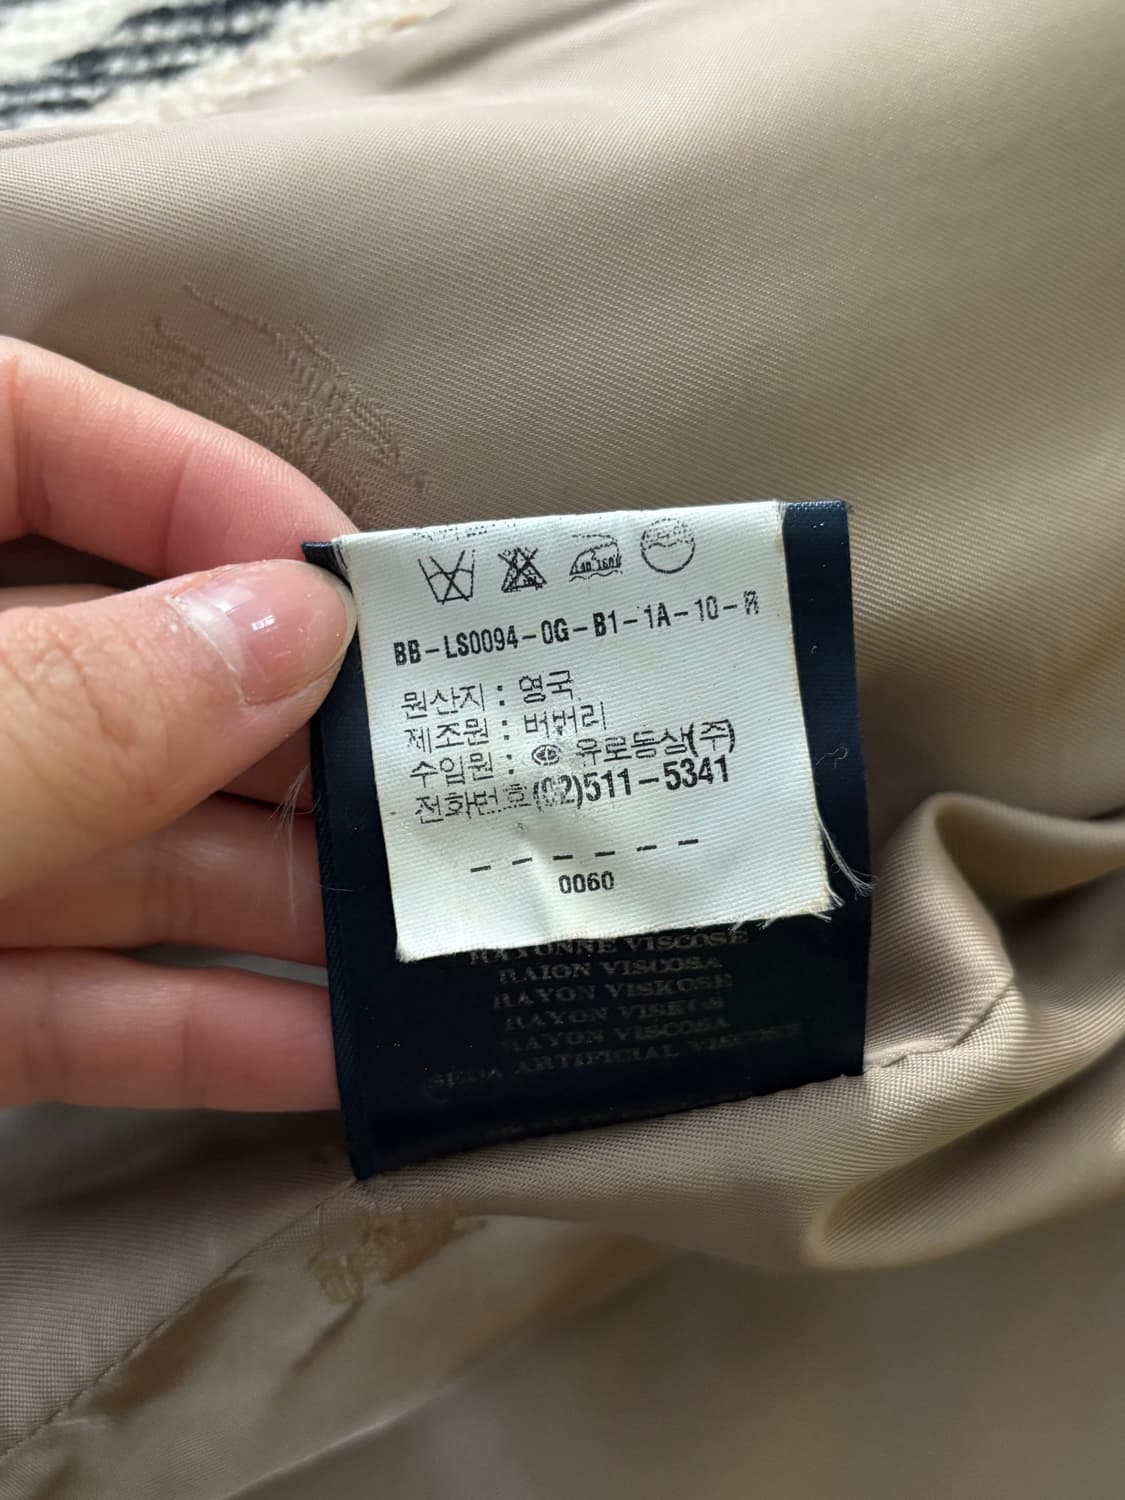 BB-LS0094-0G-B1-1A-10-
원산지 : 영국
제조원 : 버버리
수입원 : 유로통상(주)
전화번호(02)511-5341
- - - - - -
0060
RAYONNE VISCOSE
RAION VISCOSA
RAYON VISKOSE
RAYON VISKOS
RAYON VISCOSA
SEDA ARTIFICIAL VISCOSE